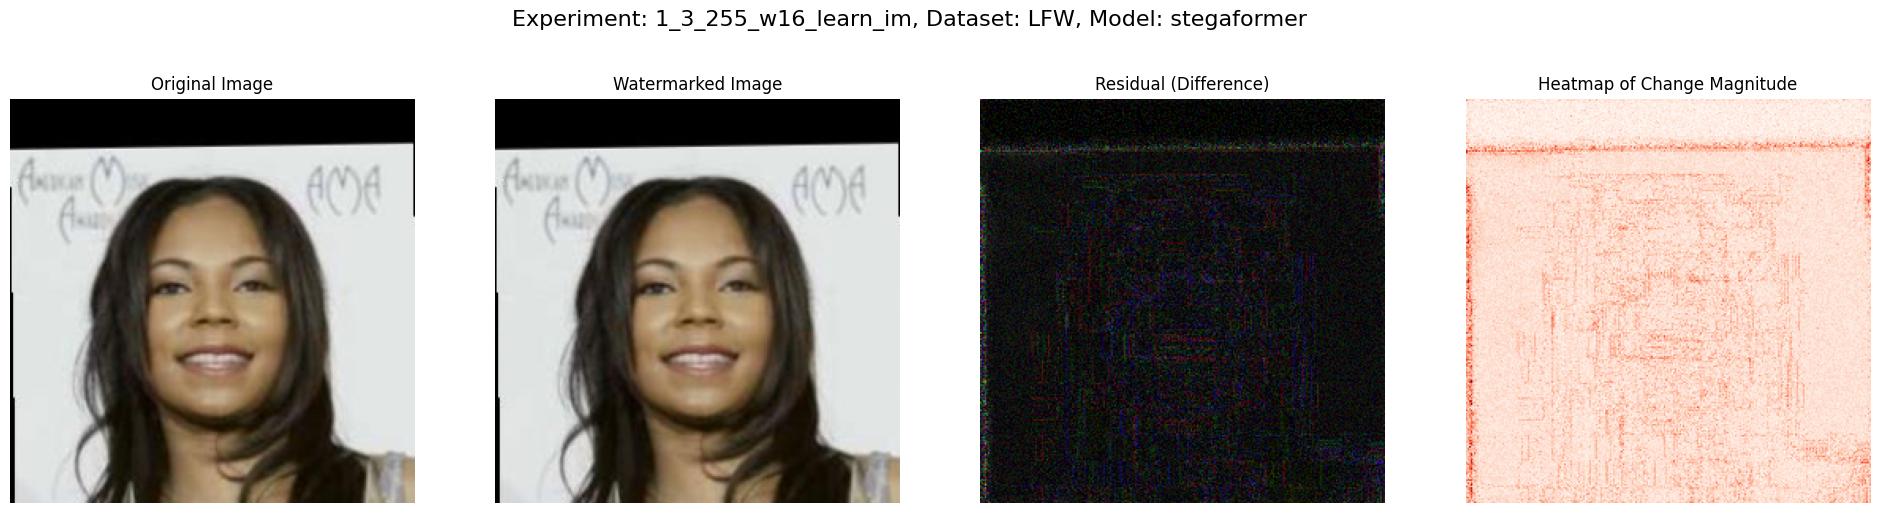 Experiment: 1_3_255_w16_learn_im, Dataset: LFW, Model: stegaformer
Original Image
Watermarked Image
Residual (Difference)
Heatmap of Change Magnitude
AMERICAN MUSIC
AWARDS
AMA
AMERICAN MUSIC
AWARDS
AMA